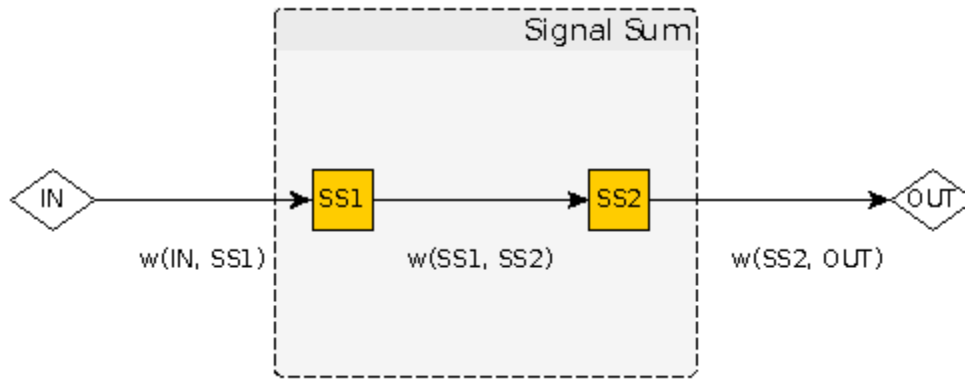 Signal Sum
IN
SS1
SS2
OUT
w(IN, SS1)
w(SS1, SS2)
w(SS2, OUT)